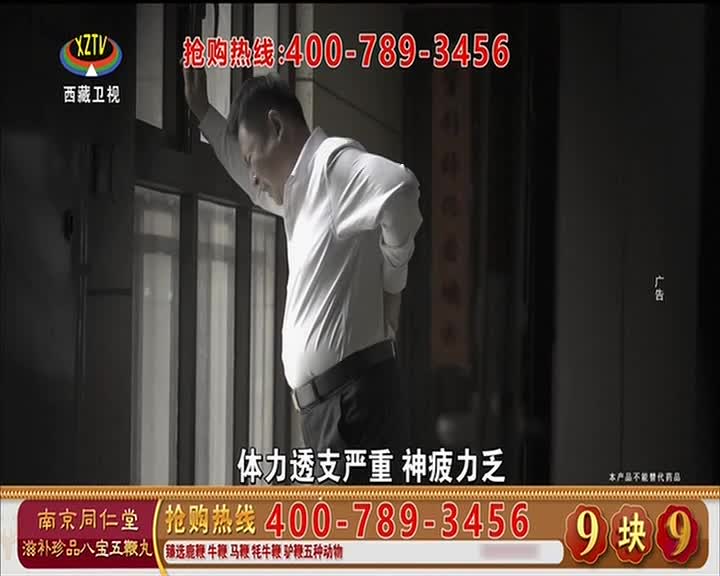 XZTV
西藏卫视
抢购热线:400-789-3456
广告
体力透支严重 神疲力乏
本产品不能替代药品
南京同仁堂
滋补珍品八宝五鞭丸
抢购热线 400-789-3456
臻选鹿鞭 牛鞭 马鞭 牦牛鞭 驴鞭五种动物
9块9